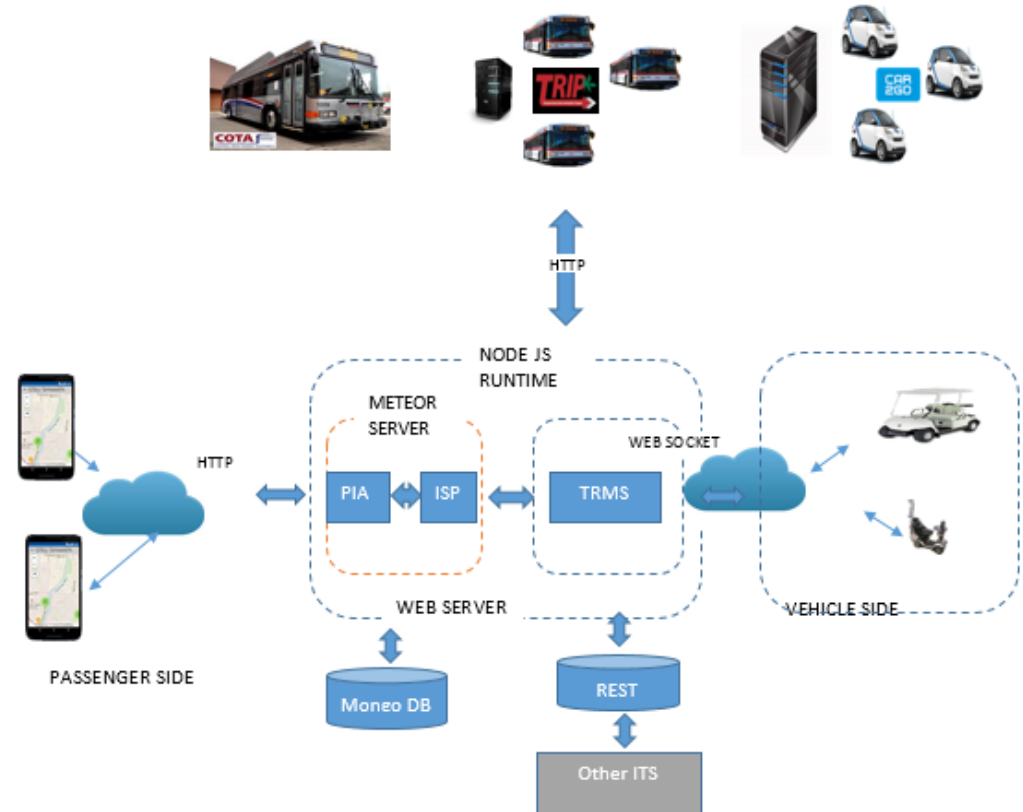 COTA
TRIP
CAR
2GO
HTTP
NODE JS
RUNTIME
METEOR
SERVER
WEB SOCKET
HTTP
PIA
ISP
TRMS
WEB SERVER
VEHICLE SIDE
PASSENGER SIDE
Mongo DB
REST
Other ITS